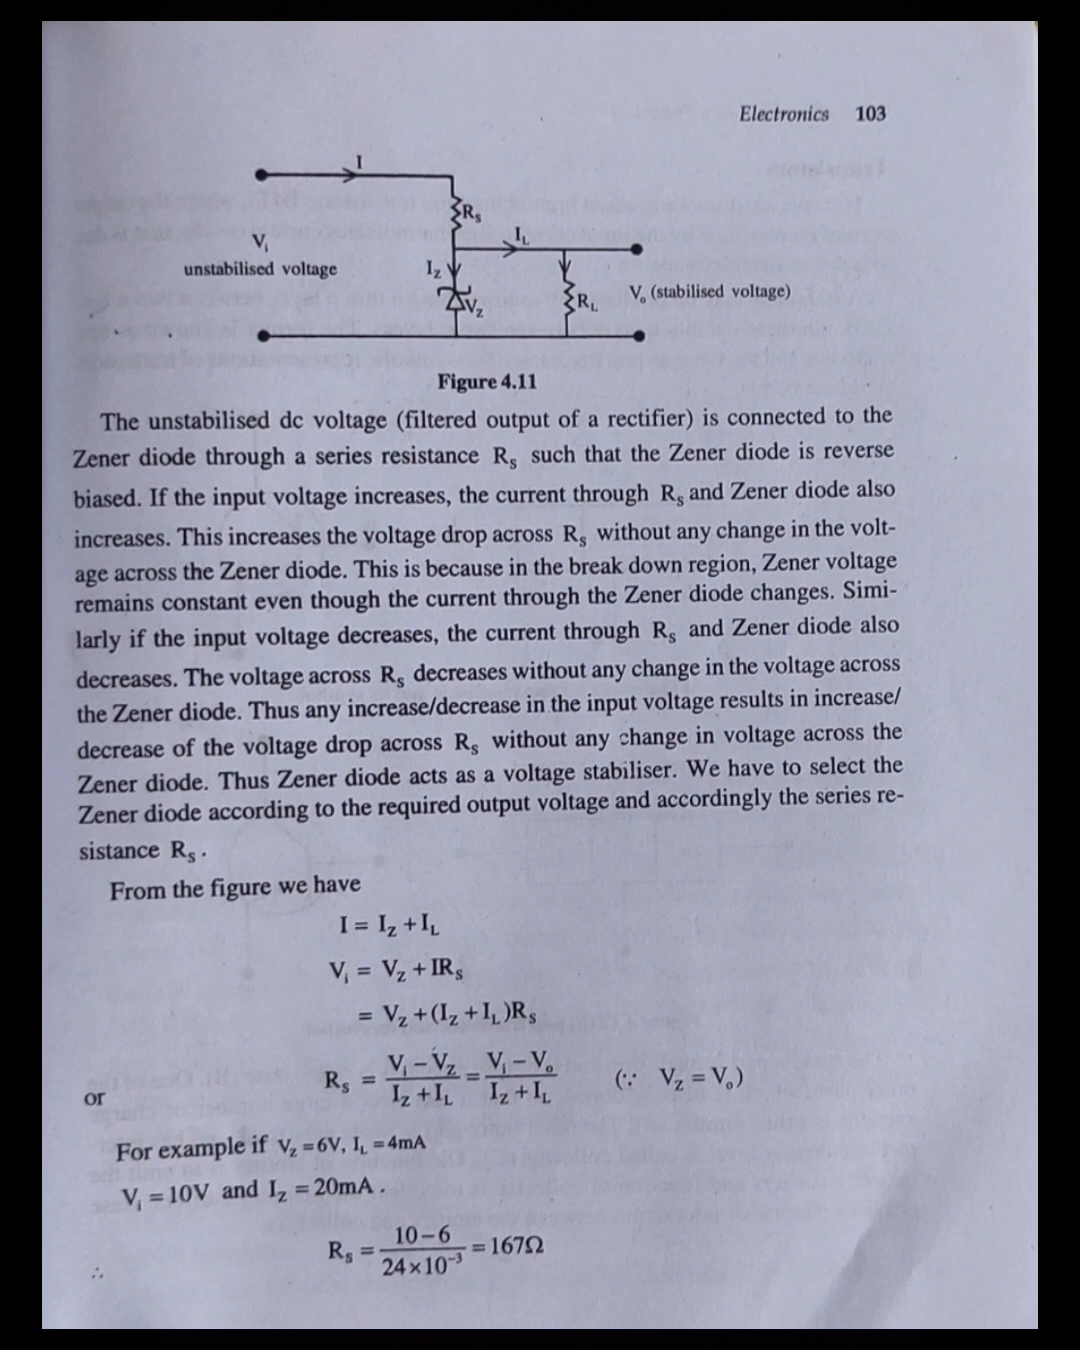 Electronics 103
I
R_s
V_i
I_L
unstabilised voltage
I_z
V_z
R_L
V_o (stabilised voltage)
Figure 4.11
The unstabilised dc voltage (filtered output of a rectifier) is connected to the
Zener diode through a series resistance R_s such that the Zener diode is reverse
biased. If the input voltage increases, the current through R_s and Zener diode also
increases. This increases the voltage drop across R_s without any change in the volt-
age across the Zener diode. This is because in the break down region, Zener voltage
remains constant even though the current through the Zener diode changes. Simi-
larly if the input voltage decreases, the current through R_s and Zener diode also
decreases. The voltage across R_s decreases without any change in the voltage across
the Zener diode. Thus any increase/decrease in the input voltage results in increase/
decrease of the voltage drop across R_s without any change in voltage across the
Zener diode. Thus Zener diode acts as a voltage stabiliser. We have to select the
Zener diode according to the required output voltage and accordingly the series re-
sistance R_s.
From the figure we have
I = I_z + I_L
V_i = V_z + IR_s
= V_z + (I_z + I_L)R_s
or R_s = (V_i − V_z)/(I_z + I_L) = (V_i − V_o)/(I_z + I_L) (∵ V_z = V_o)
For example if V_z = 6V, I_L = 4mA
V_i = 10V and I_z = 20mA.
∴ R_s = (10−6)/(24×10^−3) = 167Ω